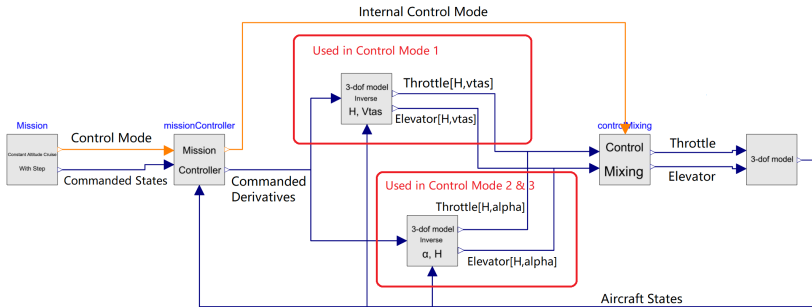 Internal Control Mode
Used in Control Mode 1
3-dof model
Inverse
H, Vtas
Throttle[H,vtas]
Elevator[H,vtas]
Mission
Constant Altitude Cruise
With Step
Control Mode
Commanded States
missionController
Mission
Controller
Commanded
Derivatives
controlMixing
Control
Mixing
Throttle
Elevator
3-dof model
Used in Control Mode 2 & 3
Throttle[H,alpha]
3-dof model
Inverse
α, H
Elevator[H,alpha]
Aircraft States